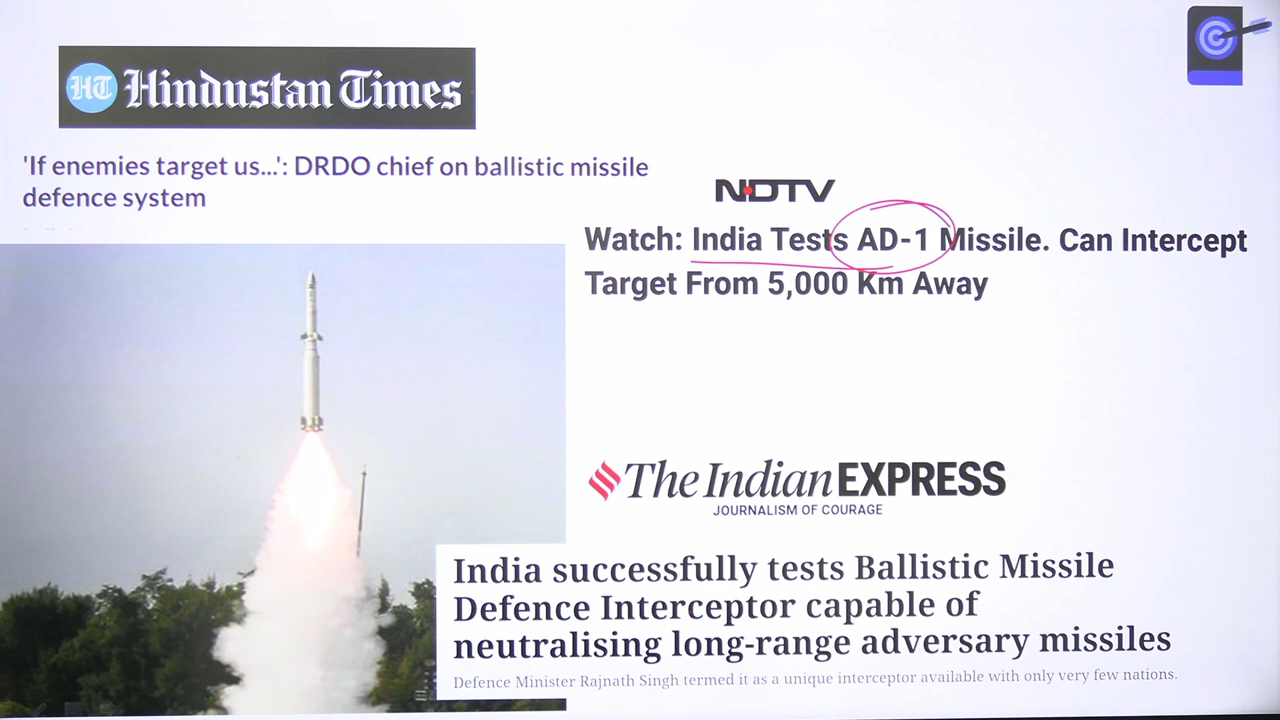 HT Hindustan Times
'If enemies target us...': DRDO chief on ballistic missile
defence system
NDTV
Watch: India Tests AD-1 Missile. Can Intercept
Target From 5,000 Km Away
The Indian EXPRESS
JOURNALISM OF COURAGE
India successfully tests Ballistic Missile
Defence Interceptor capable of
neutralising long-range adversary missiles
Defence Minister Rajnath Singh termed it as a unique interceptor available with only very few nations.